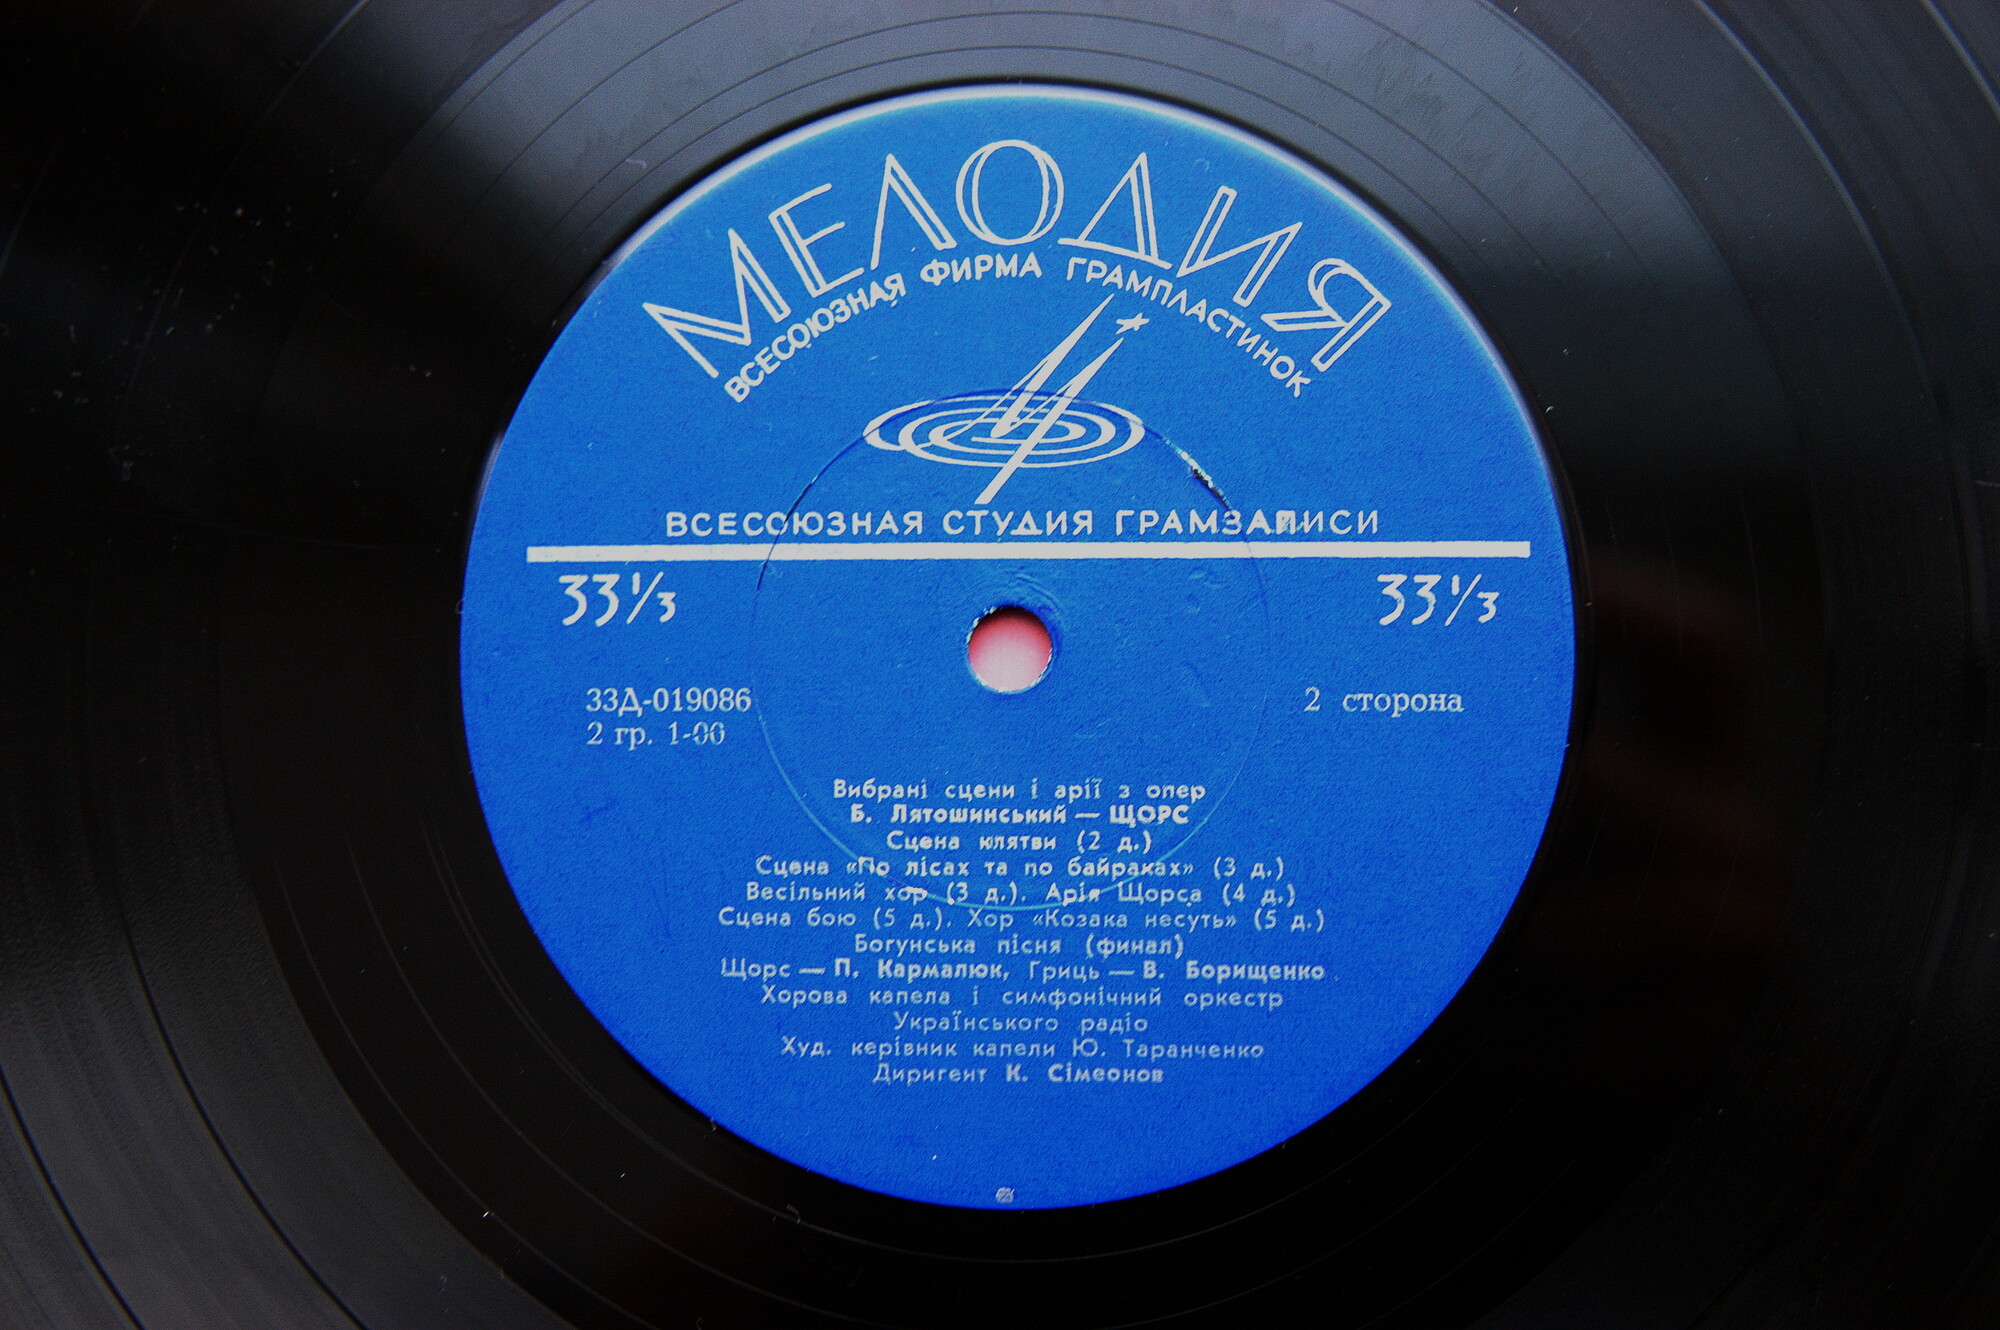 МЕЛОДИЯ
ВСЕСОЮЗНАЯ ФИРМА ГРАМПЛАСТИНОК
ВСЕСОЮЗНАЯ СТУДИЯ ГРАМЗАПИСИ
33⅓ 33⅓
33Д-019086 2 сторона
2 гр. 1-00
Вибрані сцени і арії з опер
Б. Лятошинський — ЩОРС
Сцена клятви (2 д.)
Сцена «По лісах та по байраках» (3 д.)
Весільний хор (3 д.). Арія Щорса (4 д.)
Сцена бою (5 д.). Хор «Козака несуть» (5 д.)
Богунська пісня (финал)
Щорс — П. Кармалюк, Гриць — В. Борищенко
Хорова капела і симфонічний оркестр
Українського радіо
Худ. керівник капели Ю. Таранченко
Диригент К. Сімеонов